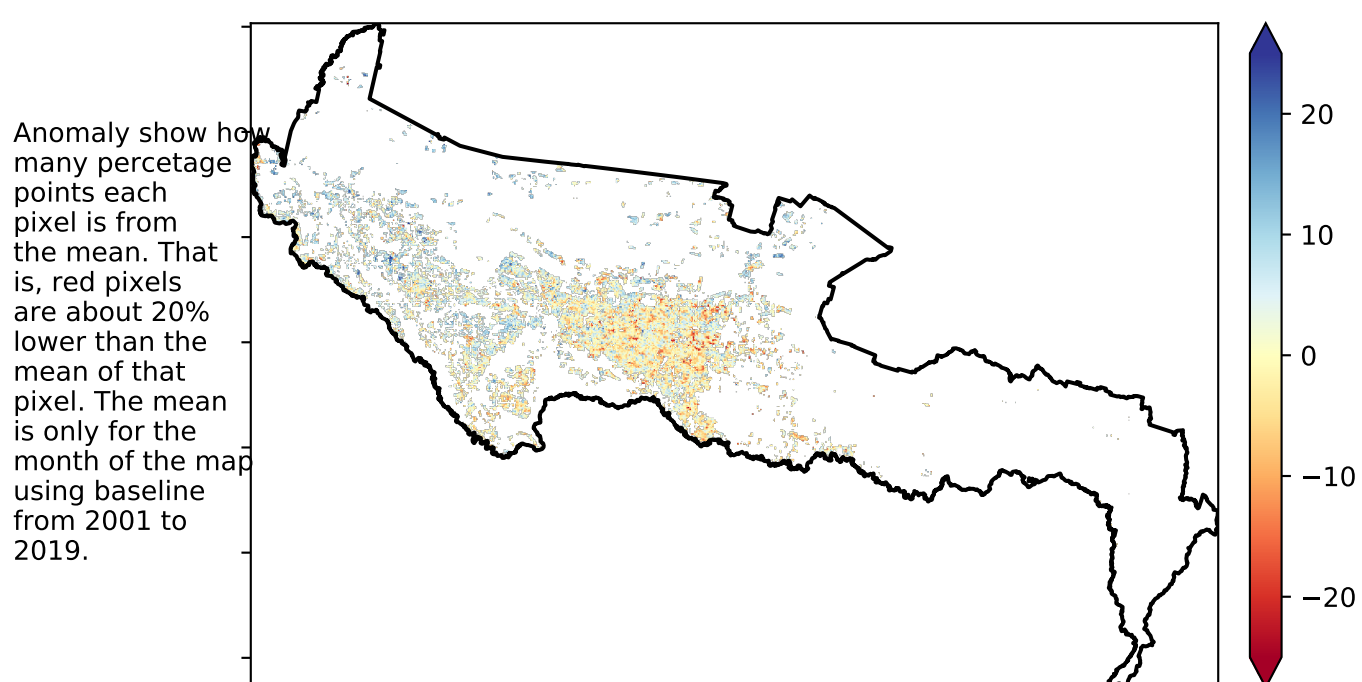 Anomaly show how
many percetage
points each
pixel is from
the mean. That
is, red pixels
are about 20%
lower than the
mean of that
pixel. The mean
is only for the
month of the map
using baseline
from 2001 to
2019.
20
10
0
−10
−20